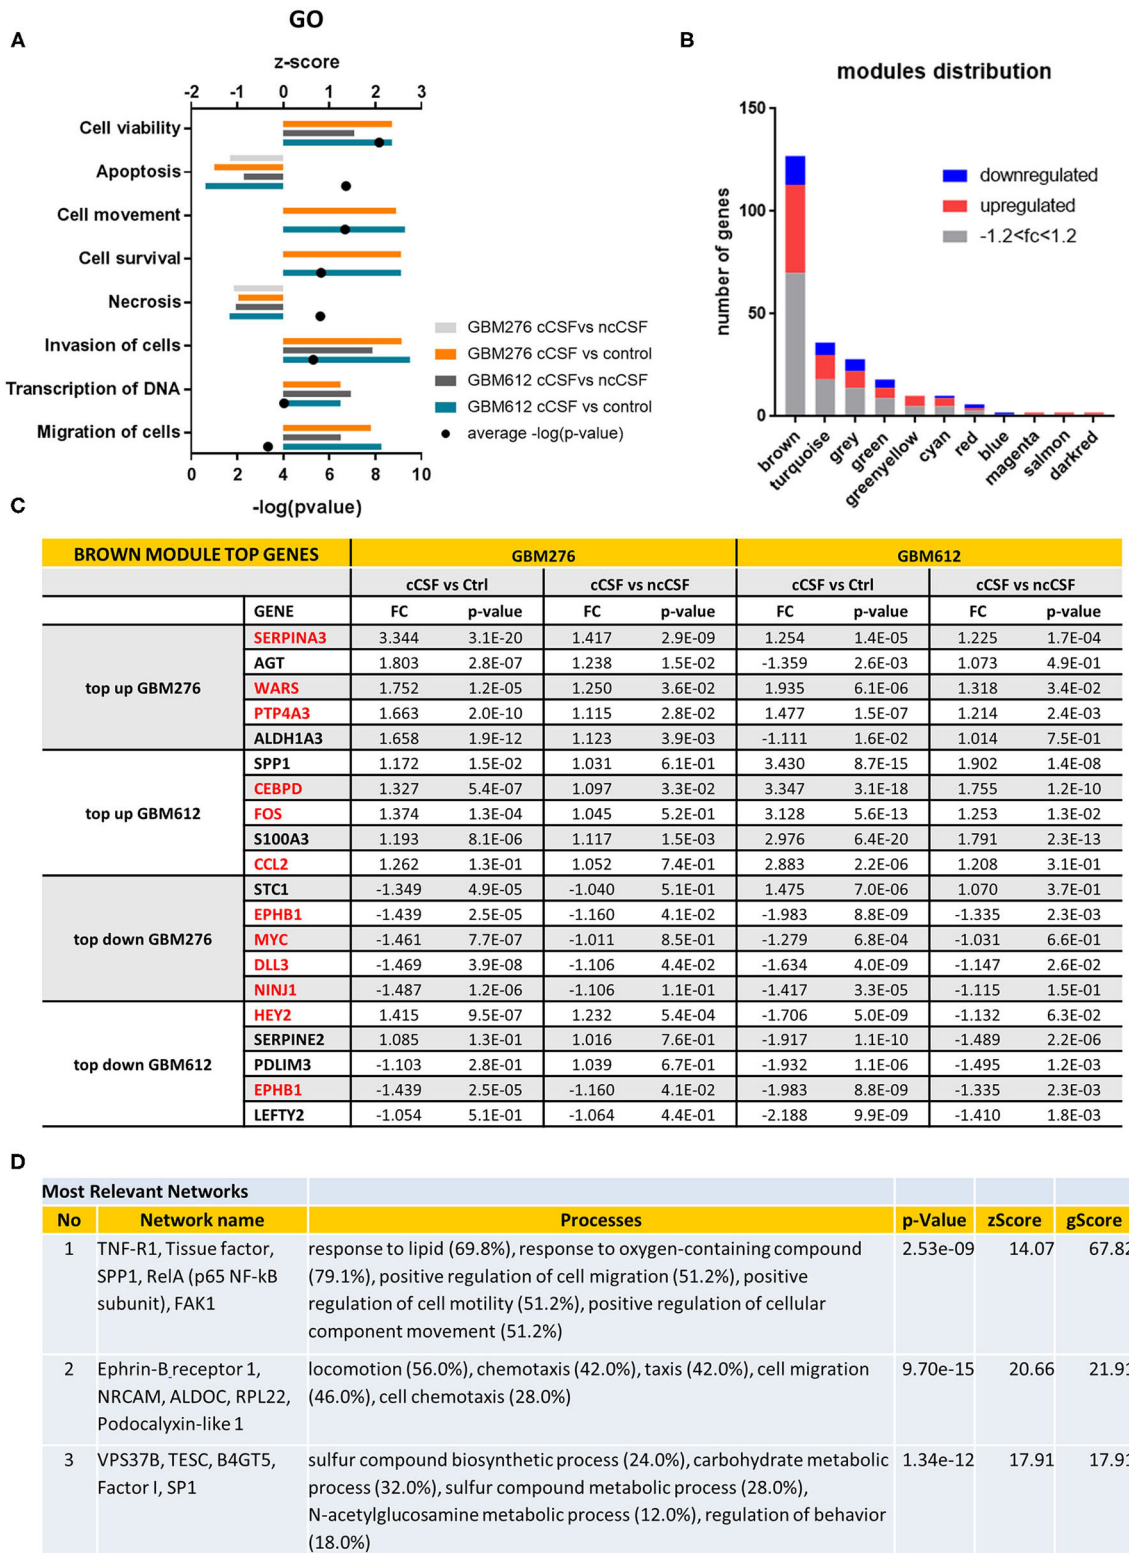 GO
A
z-score
-2 -1 0 1 2 3
Cell viability
Apoptosis
Cell movement
Cell survival
Necrosis
Invasion of cells
Transcription of DNA
Migration of cells
GBM276 cCSFvs ncCSF
GBM276 cCSF vs control
GBM612 cCSFvs ncCSF
GBM612 cCSF vs control
average -log(p-value)
0 2 4 6 8 10
-log(pvalue)
B
modules distribution
number of genes
150
100
50
0
downregulated
upregulated
-1.2<fc<1.2
brown
turquoise
grey
green
greenyellow
cyan
red
blue
magenta
salmon
darkred
C
BROWN MODULE TOP GENES GBM276 GBM612
cCSF vs Ctrl cCSF vs ncCSF cCSF vs Ctrl cCSF vs ncCSF
GENE FC p-value FC p-value FC p-value FC p-value
top up GBM276
SERPINA3 3.344 3.1E-20 1.417 2.9E-09 1.254 1.4E-05 1.225 1.7E-04
AGT 1.803 2.8E-07 1.238 1.5E-02 -1.359 2.6E-03 1.073 4.9E-01
WARS 1.752 1.2E-05 1.250 3.6E-02 1.935 6.1E-06 1.318 3.4E-02
PTP4A3 1.663 2.0E-10 1.115 2.8E-02 1.477 1.5E-07 1.214 2.4E-03
ALDH1A3 1.658 1.9E-12 1.123 3.9E-03 -1.111 1.6E-02 1.014 7.5E-01
top up GBM612
SPP1 1.172 1.5E-02 1.031 6.1E-01 3.430 8.7E-15 1.902 1.4E-08
CEBPD 1.327 5.4E-07 1.097 3.3E-02 3.347 3.1E-18 1.755 1.2E-10
FOS 1.374 1.3E-04 1.045 5.2E-01 3.128 5.6E-13 1.253 1.3E-02
S100A3 1.193 8.1E-06 1.117 1.5E-03 2.976 6.4E-20 1.791 2.3E-13
CCL2 1.262 1.3E-01 1.052 7.4E-01 2.883 2.2E-06 1.208 3.1E-01
top down GBM276
STC1 -1.349 4.9E-05 -1.040 5.1E-01 1.475 7.0E-06 1.070 3.7E-01
EPHB1 -1.439 2.5E-05 -1.160 4.1E-02 -1.983 8.8E-09 -1.335 2.3E-03
MYC -1.461 7.7E-07 -1.011 8.5E-01 -1.279 6.8E-04 -1.031 6.6E-01
DLL3 -1.469 3.9E-08 -1.106 4.4E-02 -1.634 4.0E-09 -1.147 2.6E-02
NINJ1 -1.487 1.2E-06 -1.106 1.1E-01 -1.417 3.3E-05 -1.115 1.5E-01
top down GBM612
HEY2 1.415 9.5E-07 1.232 5.4E-04 -1.706 5.0E-09 -1.132 6.3E-02
SERPINE2 1.085 1.3E-01 1.016 7.6E-01 -1.917 1.1E-10 -1.489 2.2E-06
PDLIM3 -1.103 2.8E-01 1.039 6.7E-01 -1.932 1.1E-06 -1.495 1.2E-03
EPHB1 -1.439 2.5E-05 -1.160 4.1E-02 -1.983 8.8E-09 -1.335 2.3E-03
LEFTY2 -1.054 5.1E-01 -1.064 4.4E-01 -2.188 9.9E-09 -1.410 1.8E-03
D
Most Relevant Networks
No Network name Processes p-Value zScore gScore
1 TNF-R1, Tissue factor, response to lipid (69.8%), response to oxygen-containing compound 2.53e-09 14.07 67.82
SPP1, RelA (p65 NF-kB (79.1%), positive regulation of cell migration (51.2%), positive
subunit), FAK1 regulation of cell motility (51.2%), positive regulation of cellular
component movement (51.2%)
2 Ephrin-B receptor 1, locomotion (56.0%), chemotaxis (42.0%), taxis (42.0%), cell migration 9.70e-15 20.66 21.91
NRCAM, ALDOC, RPL22, (46.0%), cell chemotaxis (28.0%)
Podocalyxin-like 1
3 VPS37B, TESC, B4GT5, sulfur compound biosynthetic process (24.0%), carbohydrate metabolic 1.34e-12 17.91 17.91
Factor I, SP1 process (32.0%), sulfur compound metabolic process (28.0%),
N-acetylglucosamine metabolic process (12.0%), regulation of behavior
(18.0%)